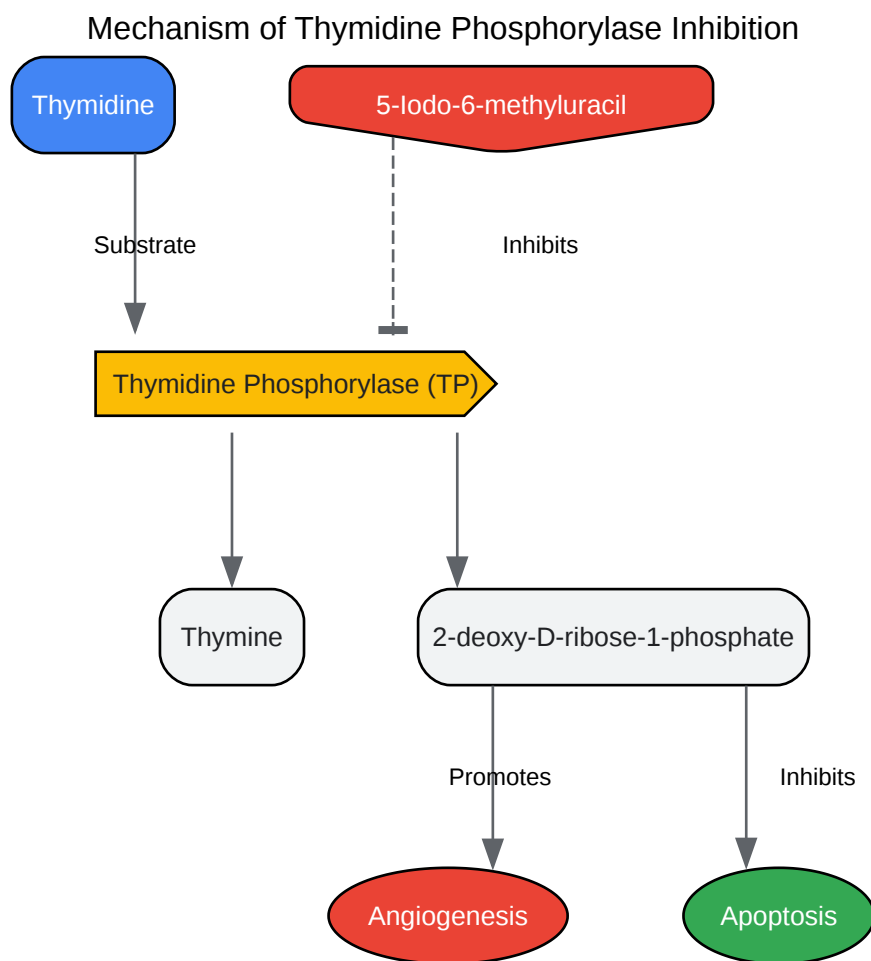 Mechanism of Thymidine Phosphorylase Inhibition
Thymidine
5-Iodo-6-methyluracil
Substrate
Inhibits
Thymidine Phosphorylase (TP)
Thymine
2-deoxy-D-ribose-1-phosphate
Promotes
Inhibits
Angiogenesis
Apoptosis